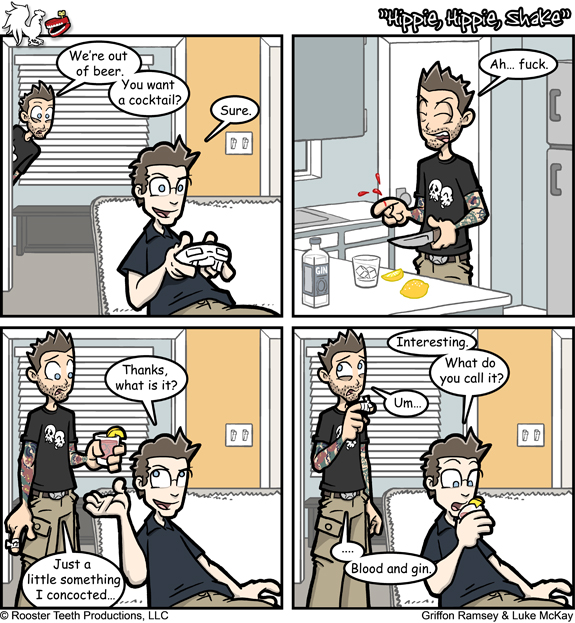 "Hippie, Hippie, Shake"
We're out
of beer.
You want
a cocktail?
Sure.
Ah... fuck.
GIN
Thanks,
what is it?
Just a
little something
I concocted...
Interesting.
What do
you call it?
Um...
....
Blood and gin.
© Rooster Teeth Productions, LLC
Griffon Ramsey & Luke McKay